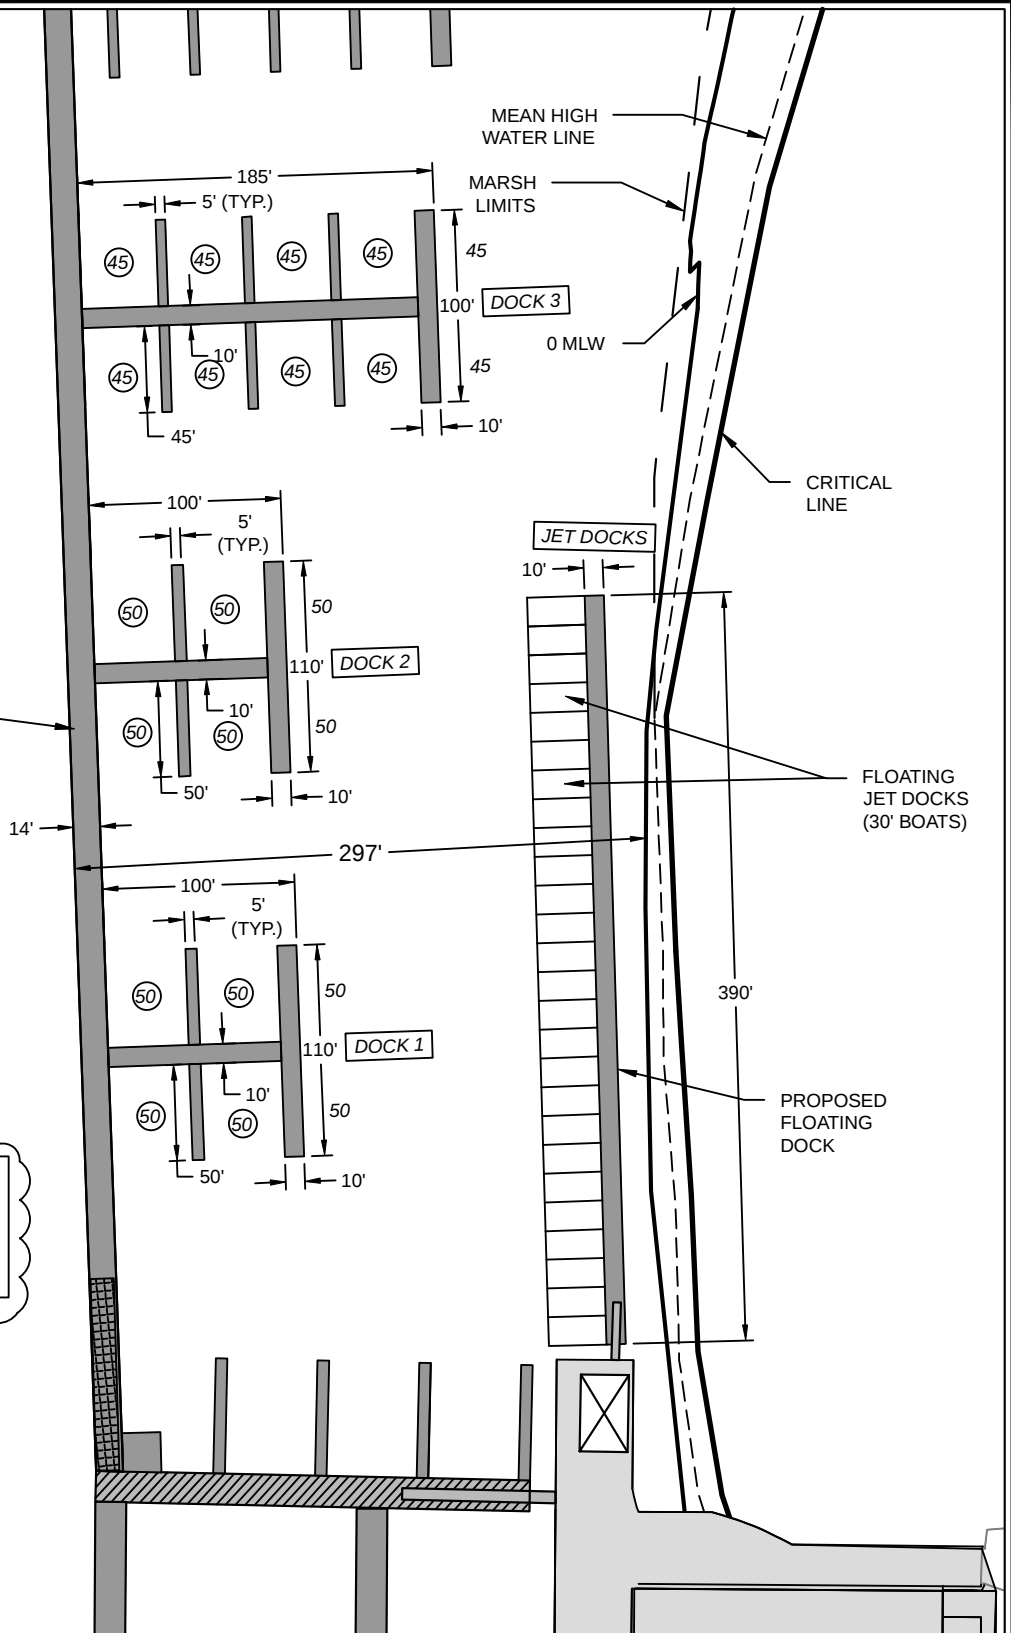 MEAN HIGH
WATER LINE
MARSH
LIMITS
185'
5' (TYP.)
45
45
45
45
45
100'
DOCK 3
10'
0 MLW
45
45
45
45
45
45'
10'
CRITICAL
LINE
100'
5'
(TYP.)
JET DOCKS
10'
50
50
50
110'
DOCK 2
10'
50
50
50
50'
10'
FLOATING
JET DOCKS
(30' BOATS)
14'
297'
100'
5'
(TYP.)
50
50
50
390'
110'
DOCK 1
10'
50
50
50
PROPOSED
FLOATING
DOCK
50'
10'